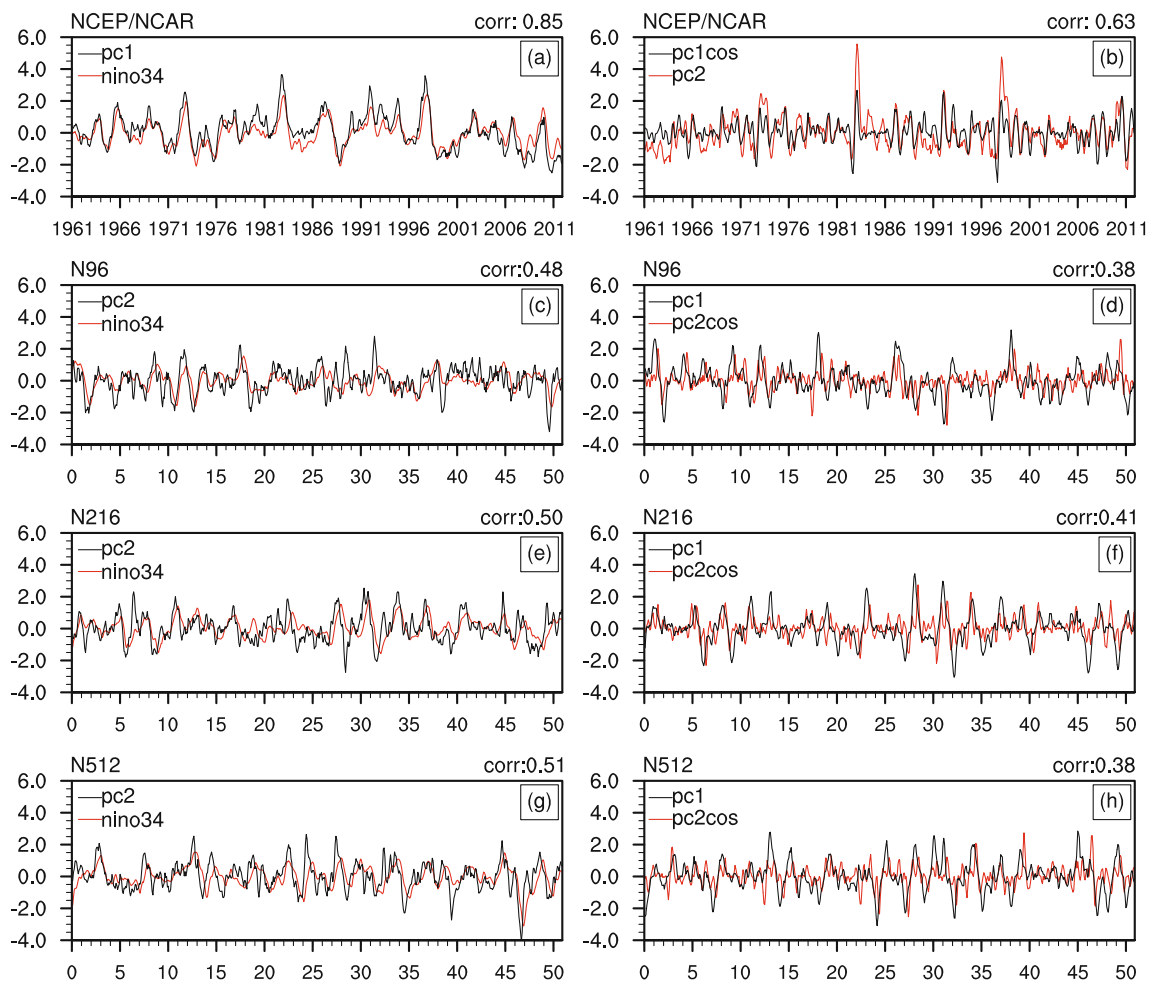 NCEP/NCAR corr: 0.85
6.0 pc1 (a)
4.0 nino34
2.0
0.0
-2.0
-4.0
1961 1966 1971 1976 1981 1986 1991 1996 2001 2006 2011
NCEP/NCAR corr: 0.63
6.0 pc1cos (b)
4.0 pc2
2.0
0.0
-2.0
-4.0
1961 1966 1971 1976 1981 1986 1991 1996 2001 2006 2011
N96 corr:0.48
6.0 pc2 (c)
4.0 nino34
2.0
0.0
-2.0
-4.0
0 5 10 15 20 25 30 35 40 45 50
N96 corr:0.38
6.0 pc1 (d)
4.0 pc2cos
2.0
0.0
-2.0
-4.0
0 5 10 15 20 25 30 35 40 45 50
N216 corr:0.50
6.0 pc2 (e)
4.0 nino34
2.0
0.0
-2.0
-4.0
0 5 10 15 20 25 30 35 40 45 50
N216 corr:0.41
6.0 pc1 (f)
4.0 pc2cos
2.0
0.0
-2.0
-4.0
0 5 10 15 20 25 30 35 40 45 50
N512 corr:0.51
6.0 pc2 (g)
4.0 nino34
2.0
0.0
-2.0
-4.0
0 5 10 15 20 25 30 35 40 45 50
N512 corr:0.38
6.0 pc1 (h)
4.0 pc2cos
2.0
0.0
-2.0
-4.0
0 5 10 15 20 25 30 35 40 45 50